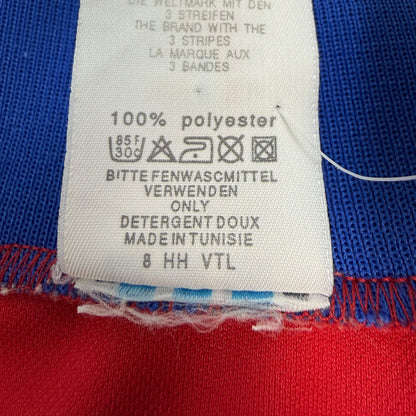 DIE WELTMARK MIT DEN
3 STREIFEN
THE BRAND WITH THE
3 STRIPES
LA MARQUE AUX
3 BANDES
100% polyester
85F
30C
BITTE FEINWASCHMITTEL
VERWENDEN
ONLY
DETERGENT DOUX
MADE IN TUNISIE
8 HH VTL